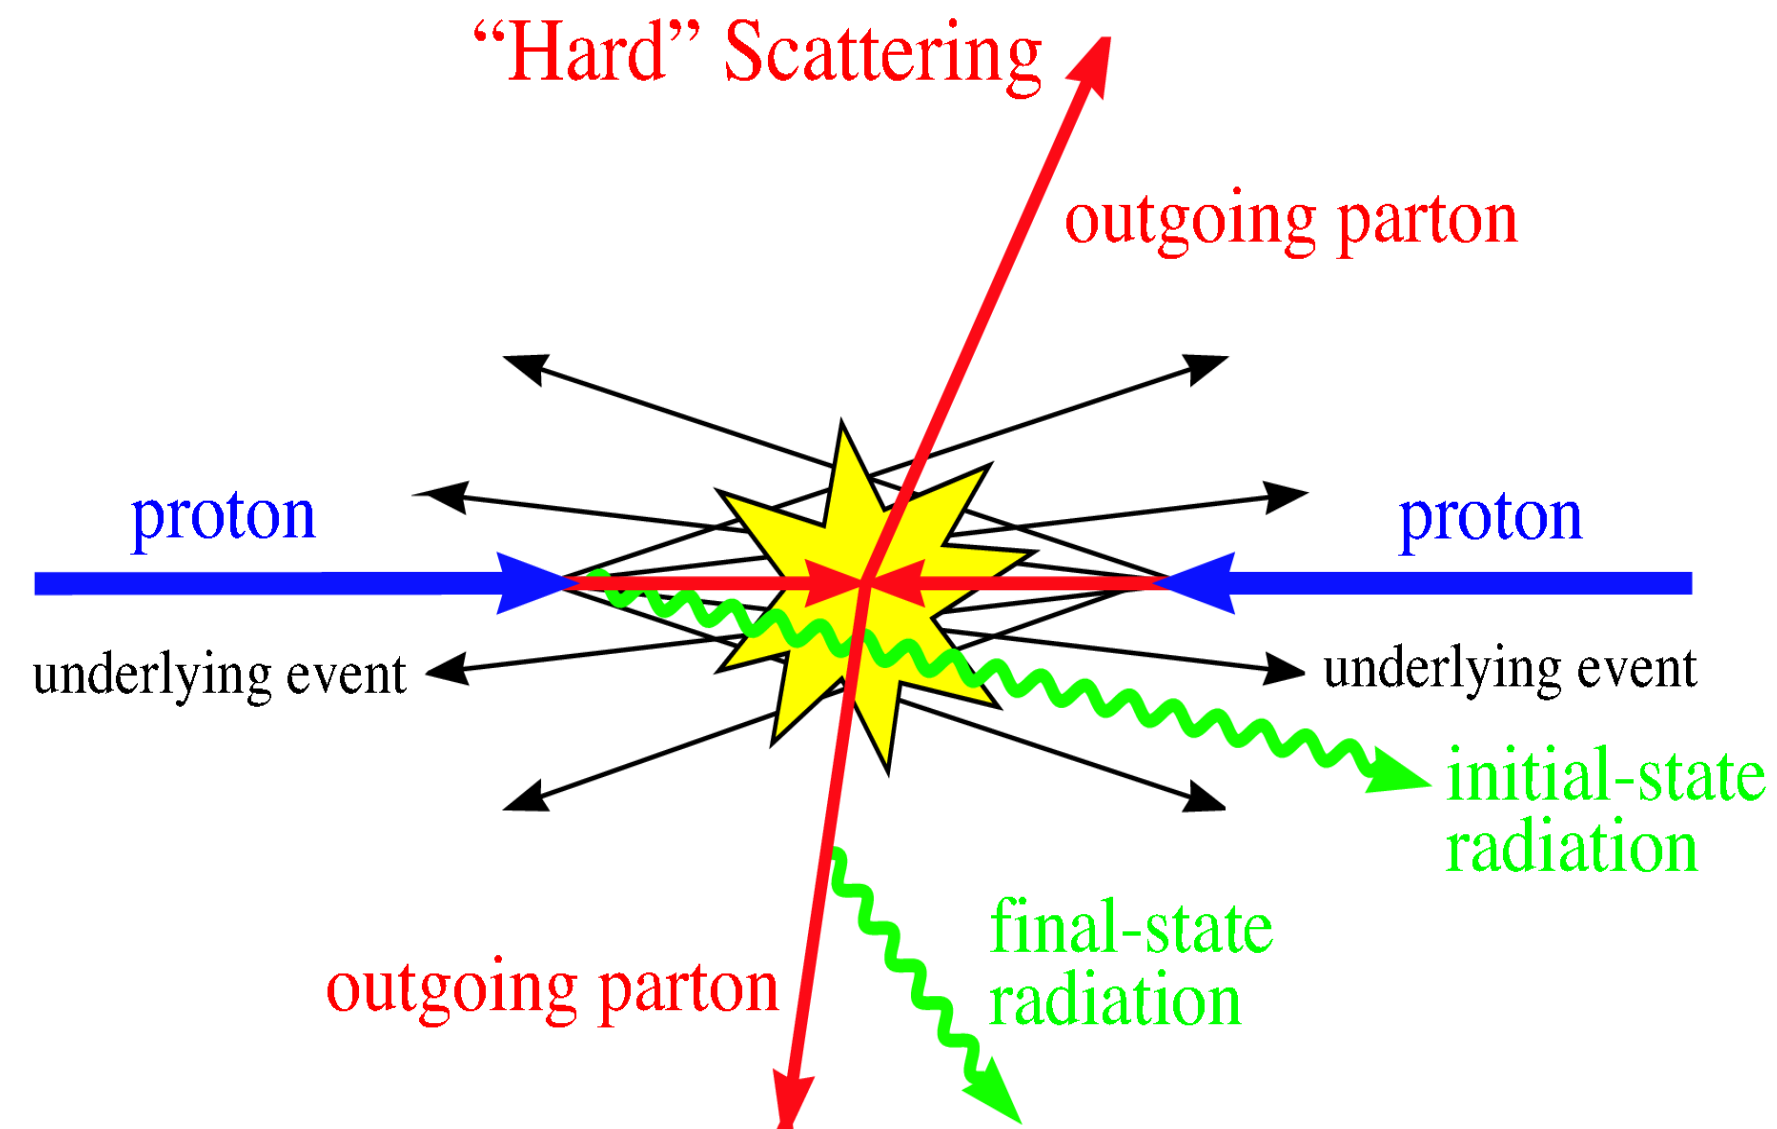 “Hard” Scattering
outgoing parton
proton
proton
underlying event
underlying event
initial-state
radiation
final-state
radiation
outgoing parton